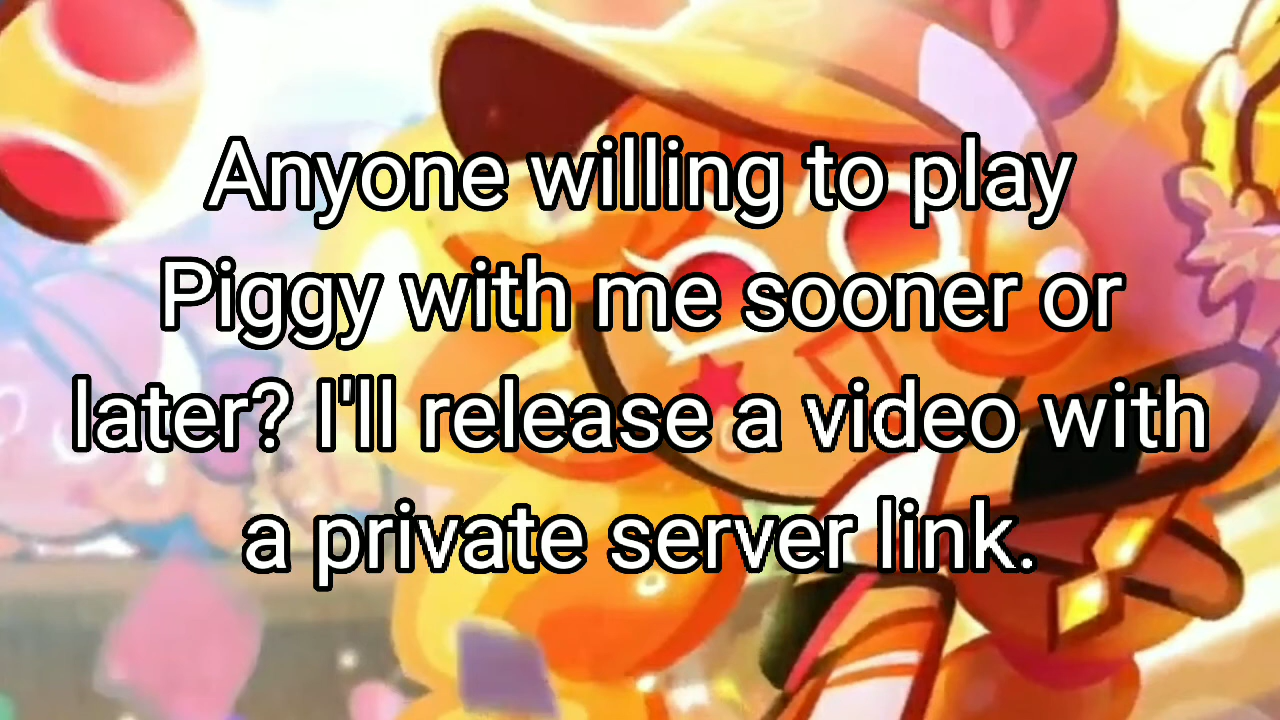 Anyone willing to play
Piggy with me sooner or
later? I'll release a video with
a private server link.